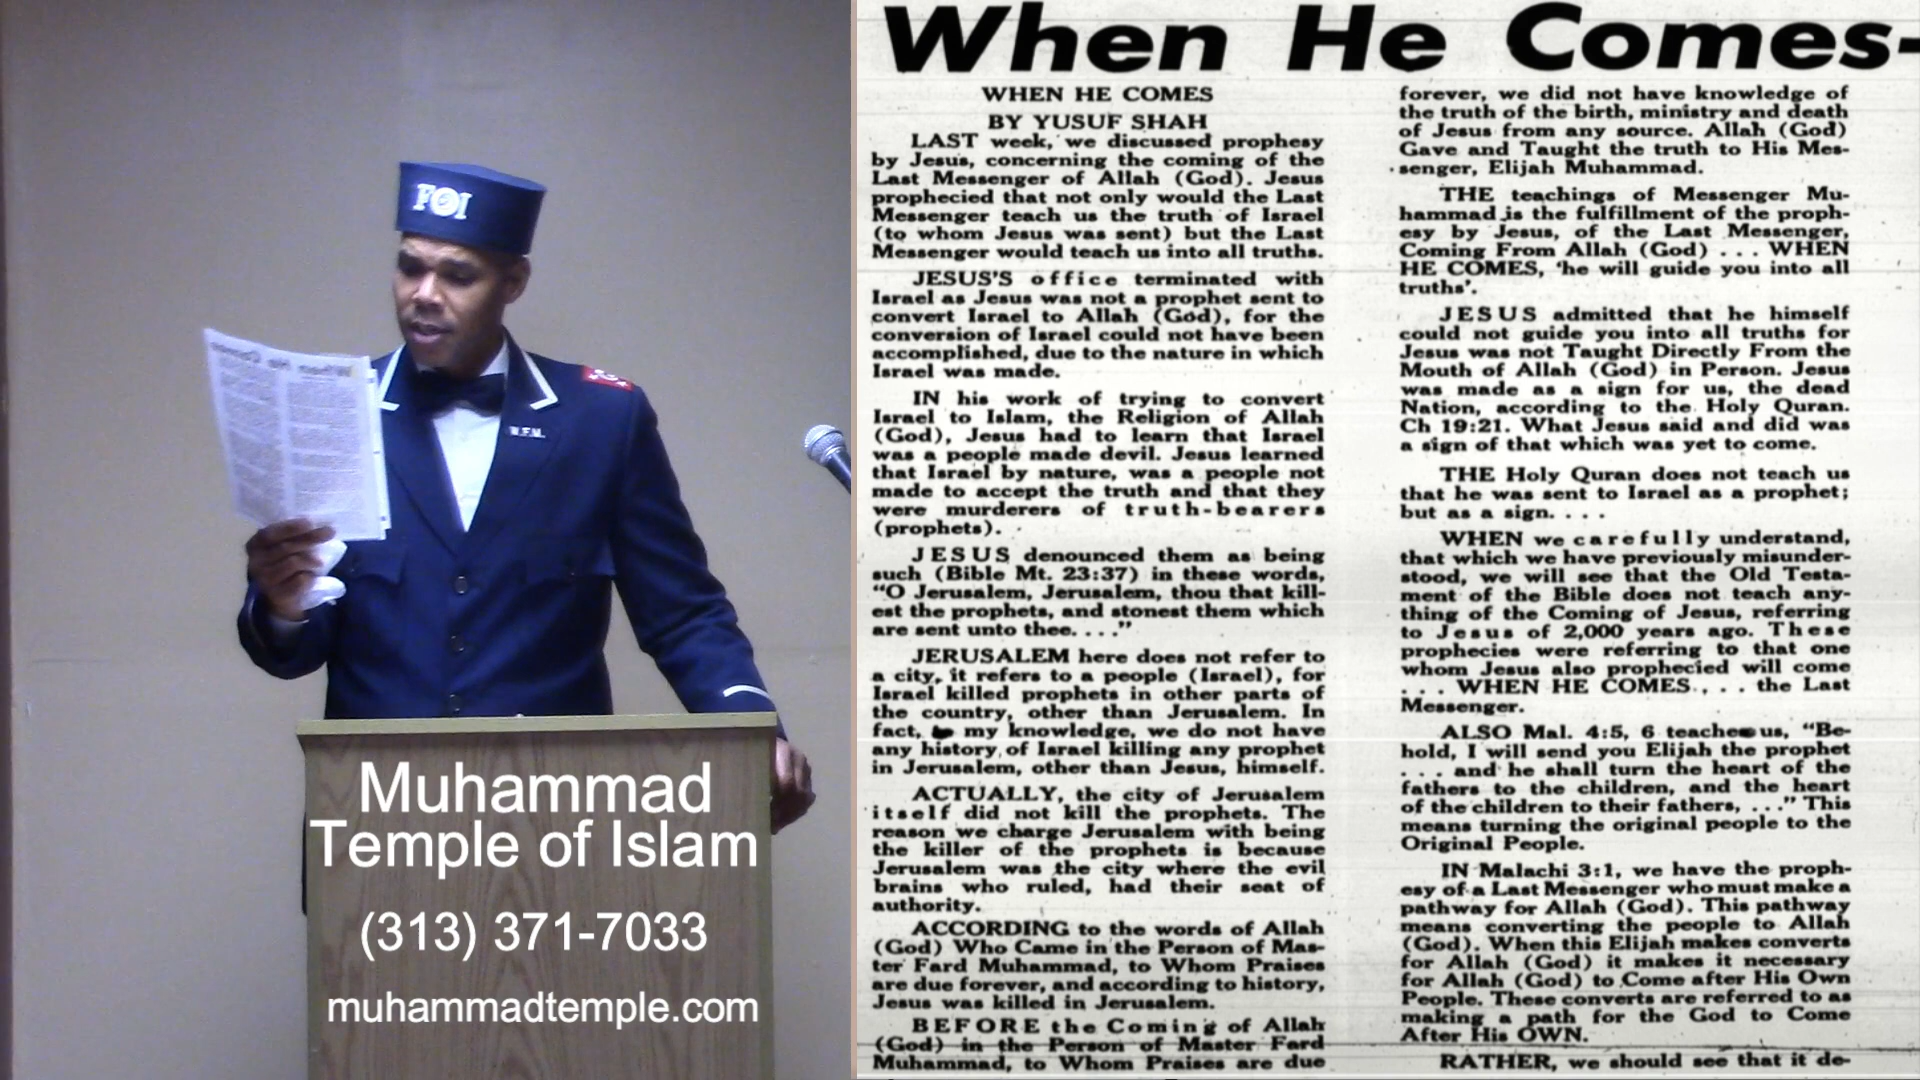 FOI
W.F.M.
When He Comes
Muhammad
Temple of Islam
(313) 371-7033
muhammadtemple.com
When He Comes-
WHEN HE COMES
BY YUSUF SHAH
LAST week, we discussed prophesy
by Jesus, concerning the coming of the
Last Messenger of Allah (God). Jesus
prophecied that not only would the Last
Messenger teach us the truth of Israel
(to whom Jesus was sent) but the Last
Messenger would teach us into all truths.
JESUS'S office terminated with
Israel as Jesus was not a prophet sent to
convert Israel to Allah (God), for the
conversion of Israel could not have been
accomplished, due to the nature in which
Israel was made.
IN his work of trying to convert
Israel to Islam, the Religion of Allah
(God), Jesus had to learn that Israel
was a people made devil. Jesus learned
that Israel by nature, was a people not
made to accept the truth and that they
were murderers of truth-bearers
(prophets).
JESUS denounced them as being
such (Bible Mt. 23:37) in these words,
"O Jerusalem, Jerusalem, thou that kill-
est the prophets, and stonest them which
are sent unto thee. . . ."
JERUSALEM here does not refer to
a city, it refers to a people (Israel), for
Israel killed prophets in other parts of
the country, other than Jerusalem. In
fact, to my knowledge, we do not have
any history of Israel killing any prophet
in Jerusalem, other than Jesus, himself.
ACTUALLY, the city of Jerusalem
itself did not kill the prophets. The
reason we charge Jerusalem with being
the killer of the prophets is because
Jerusalem was the city where the evil
brains who ruled, had their seat of
authority.
ACCORDING to the words of Allah
(God) Who Came in the Person of Mas-
ter Fard Muhammad, to Whom Praises
are due forever, and according to history,
Jesus was killed in Jerusalem.
BEFORE the Coming of Allah
(God) in the Person of Master Fard
Muhammad, to Whom Praises are due
forever, we did not have knowledge of
the truth of the birth, ministry and death
of Jesus from any source. Allah (God)
Gave and Taught the truth to His Mes-
senger, Elijah Muhammad.
THE teachings of Messenger Mu-
hammad is the fulfillment of the proph-
esy by Jesus, of the Last Messenger,
Coming From Allah (God) . . . WHEN
HE COMES, 'he will guide you into all
truths'.
JESUS admitted that he himself
could not guide you into all truths for
Jesus was not Taught Directly From the
Mouth of Allah (God) in Person. Jesus
was made as a sign for us, the dead
Nation, according to the Holy Quran.
Ch 19:21. What Jesus said and did was
a sign of that which was yet to come.
THE Holy Quran does not teach us
that he was sent to Israel as a prophet;
but as a sign. . . .
WHEN we carefully understand,
that which we have previously misunder-
stood, we will see that the Old Testa-
ment of the Bible does not teach any-
thing of the Coming of Jesus, referring
to Jesus of 2,000 years ago. These
prophecies were referring to that one
whom Jesus also prophecied will come
. . . WHEN HE COMES . . . the Last
Messenger.
ALSO Mal. 4:5, 6 teaches us, "Be-
hold, I will send you Elijah the prophet
. . . and he shall turn the heart of the
fathers to the children, and the heart
of the children to their fathers, . . ." This
means turning the original people to the
Original People.
IN Malachi 3:1, we have the proph-
esy of a Last Messenger who must make a
pathway for Allah (God). This pathway
means converting the people to Allah
(God). When this Elijah makes converts
for Allah (God) it makes it necessary
for Allah (God) to Come after His Own
People. These converts are referred to as
making a path for the God to Come
After His OWN.
RATHER, we should see that it de-